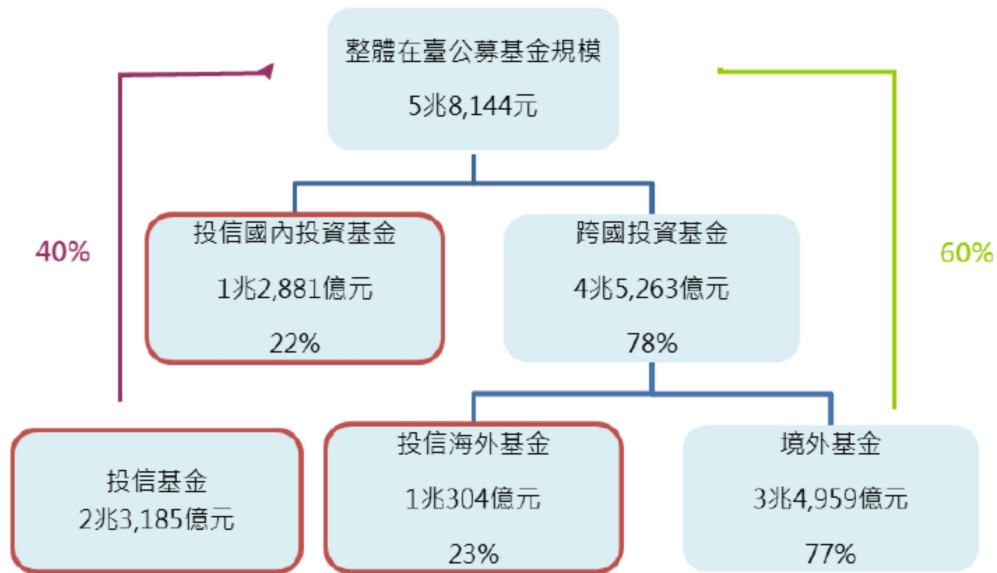 整體在臺公募基金規模
5兆8,144元
40%
60%
投信國內投資基金
1兆2,881億元
22%
跨國投資基金
4兆5,263億元
78%
投信基金
2兆3,185億元
投信海外基金
1兆304億元
23%
境外基金
3兆4,959億元
77%